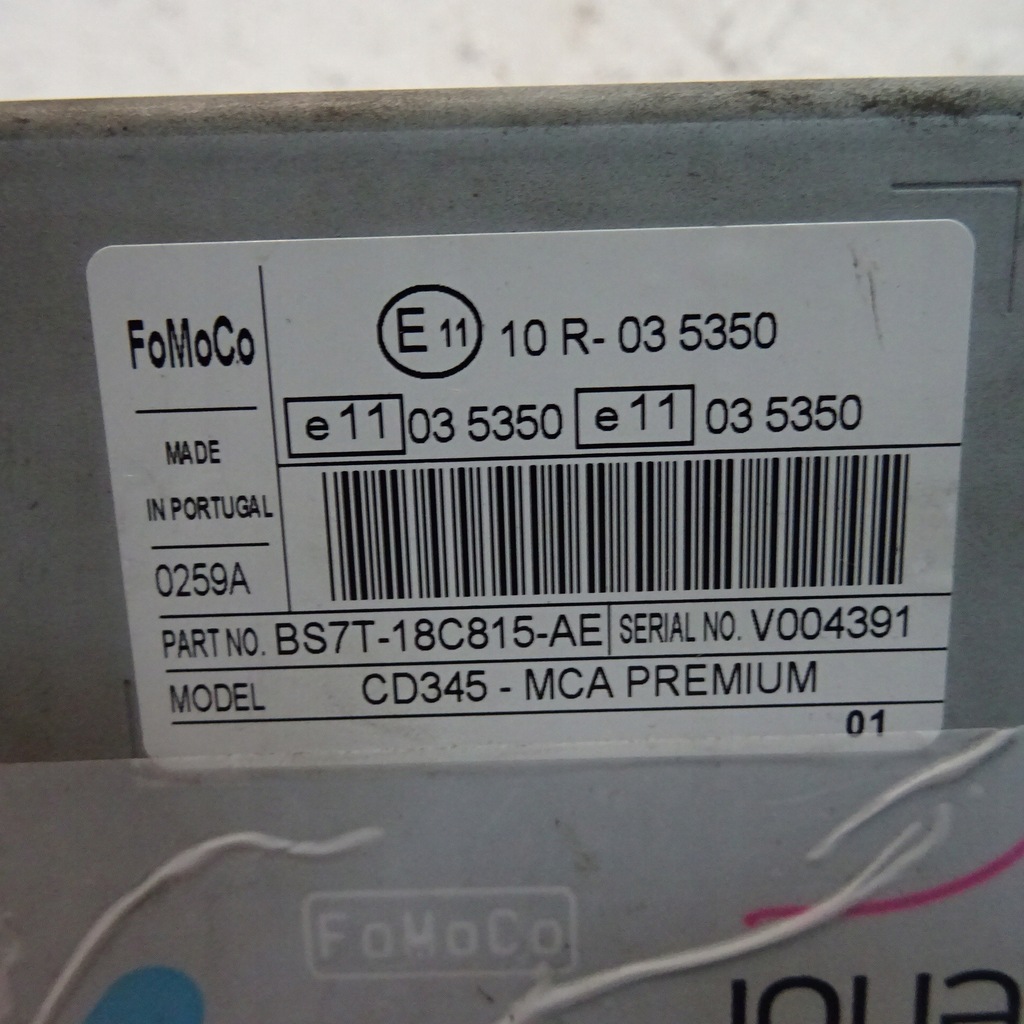 FoMoCo
MADE
IN PORTUGAL
0259A
E 11 10 R- 03 5350
e 11 03 5350 e 11 03 5350
PART NO. BS7T-18C815-AE SERIAL NO. V004391
MODEL CD345 - MCA PREMIUM
01
FoMoCo